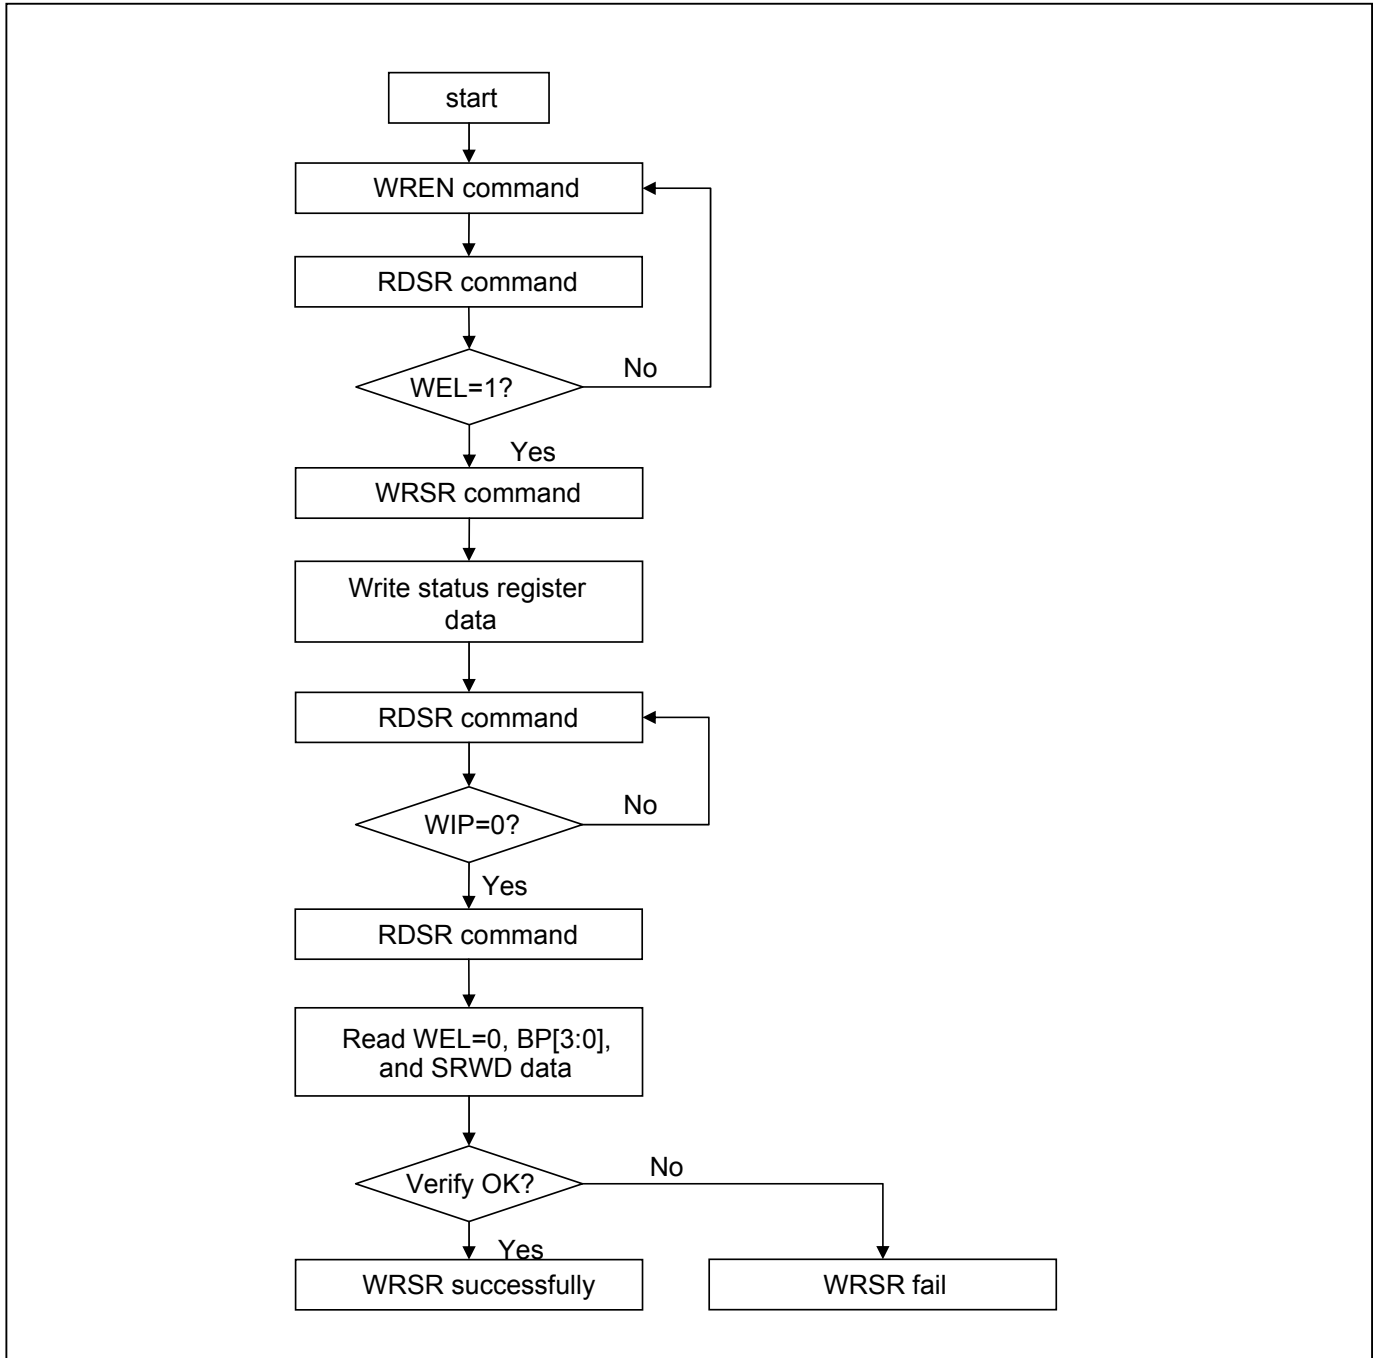 start
WREN command
RDSR command
WEL=1?
No
Yes
WRSR command
Write status register
data
RDSR command
WIP=0?
No
Yes
RDSR command
Read WEL=0, BP[3:0],
and SRWD data
Verify OK?
No
Yes
WRSR successfully
WRSR fail